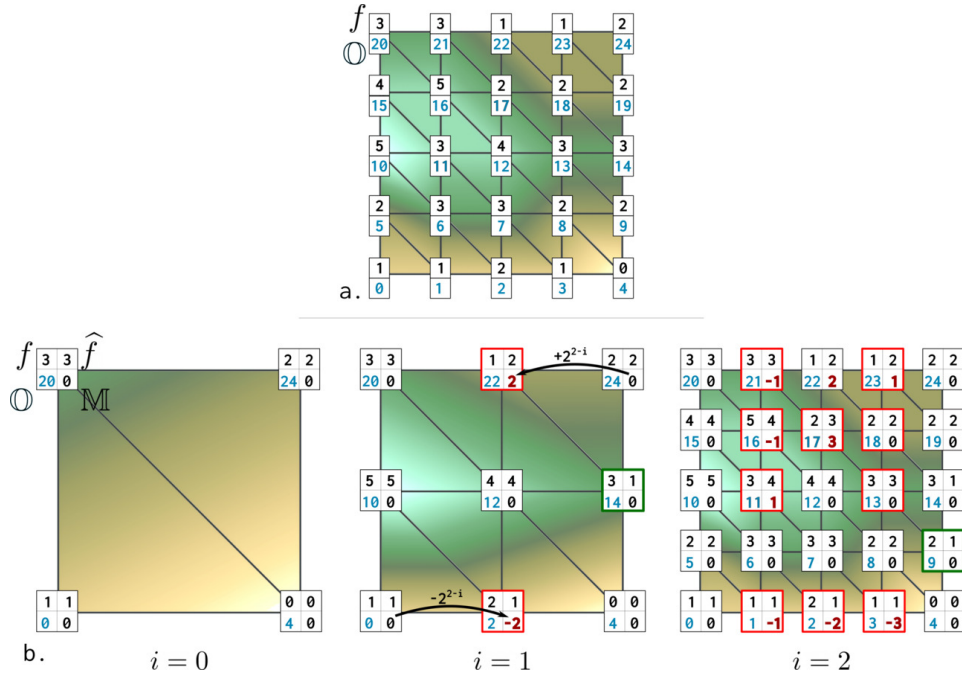 f 3 3 1 1 2
𝕆 20 21 22 23 24
4 5 2 2 2
15 16 17 18 19
5 3 4 3 3
10 11 12 13 14
2 3 3 2 2
5 6 7 8 9
1 1 2 1 0
a. 0 1 2 3 4
f 3 3 f̂ 2 2
20 0 24 0
𝕆 𝕄
1 1 0 0
0 0 4 0
b. i = 0
3 3 1 2 +2²⁻ⁱ 2 2
20 0 22 2 24 0
5 5 4 4 3 1
10 0 12 0 14 0
-2²⁻ⁱ
1 1 2 1 0 0
0 0 2 -2 4 0
i = 1
3 3 3 3 1 2 1 2 2 2
20 0 21 -1 22 2 23 1 24 0
4 4 5 4 2 3 2 2 2 2
15 0 16 -1 17 3 18 0 19 0
5 5 3 4 4 4 3 3 3 1
10 0 11 1 12 0 13 0 14 0
2 2 3 3 3 3 2 2 2 1
5 0 6 0 7 0 8 0 9 0
1 1 1 1 2 1 1 1 0 0
0 0 1 -1 2 -2 3 -3 4 0
i = 2